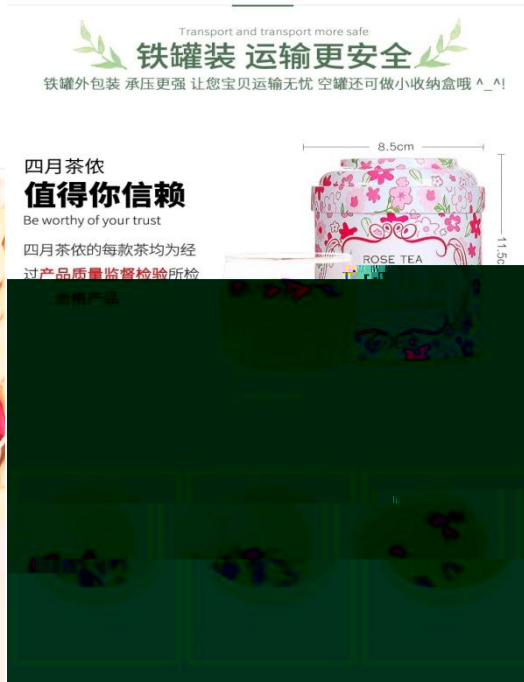 Transport and transport more safe
铁罐装 运输更安全
铁罐外包装 承压更强 让您宝贝运输无忧 空罐还可做小收纳盒哦 ^_^!
8.5cm
四月茶侬
值得你信赖
Be worthy of your trust
11.5c
四月茶侬的每款茶均为经
ROSE TEA
过产品质量监督检验所检